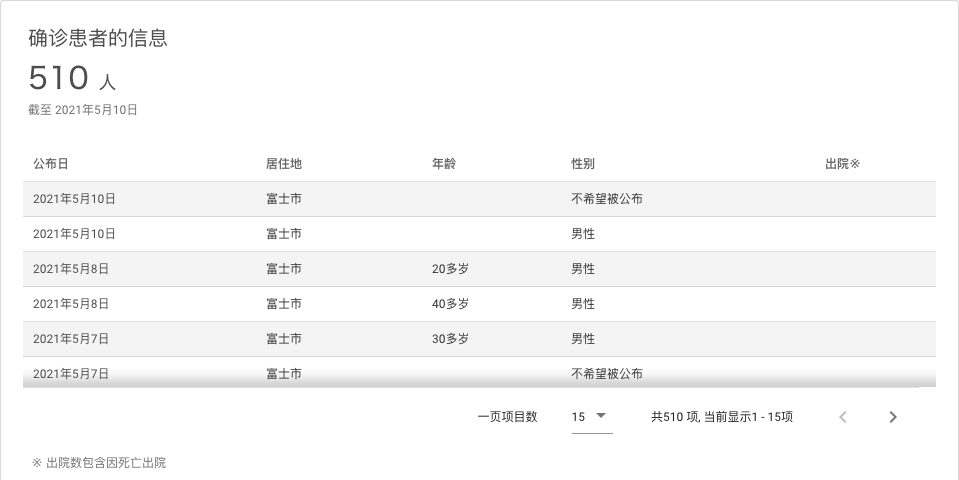 确诊患者的信息
510 人
截至 2021年5月10日
公布日 居住地 年龄 性别 出院※
2021年5月10日 富士市 不希望被公布
2021年5月10日 富士市 男性
2021年5月8日 富士市 20多岁 男性
2021年5月8日 富士市 40多岁 男性
2021年5月7日 富士市 30多岁 男性
2021年5月7日 富士市 不希望被公布
一页项目数 15 共510 项, 当前显示1 - 15项
※ 出院数包含因死亡出院